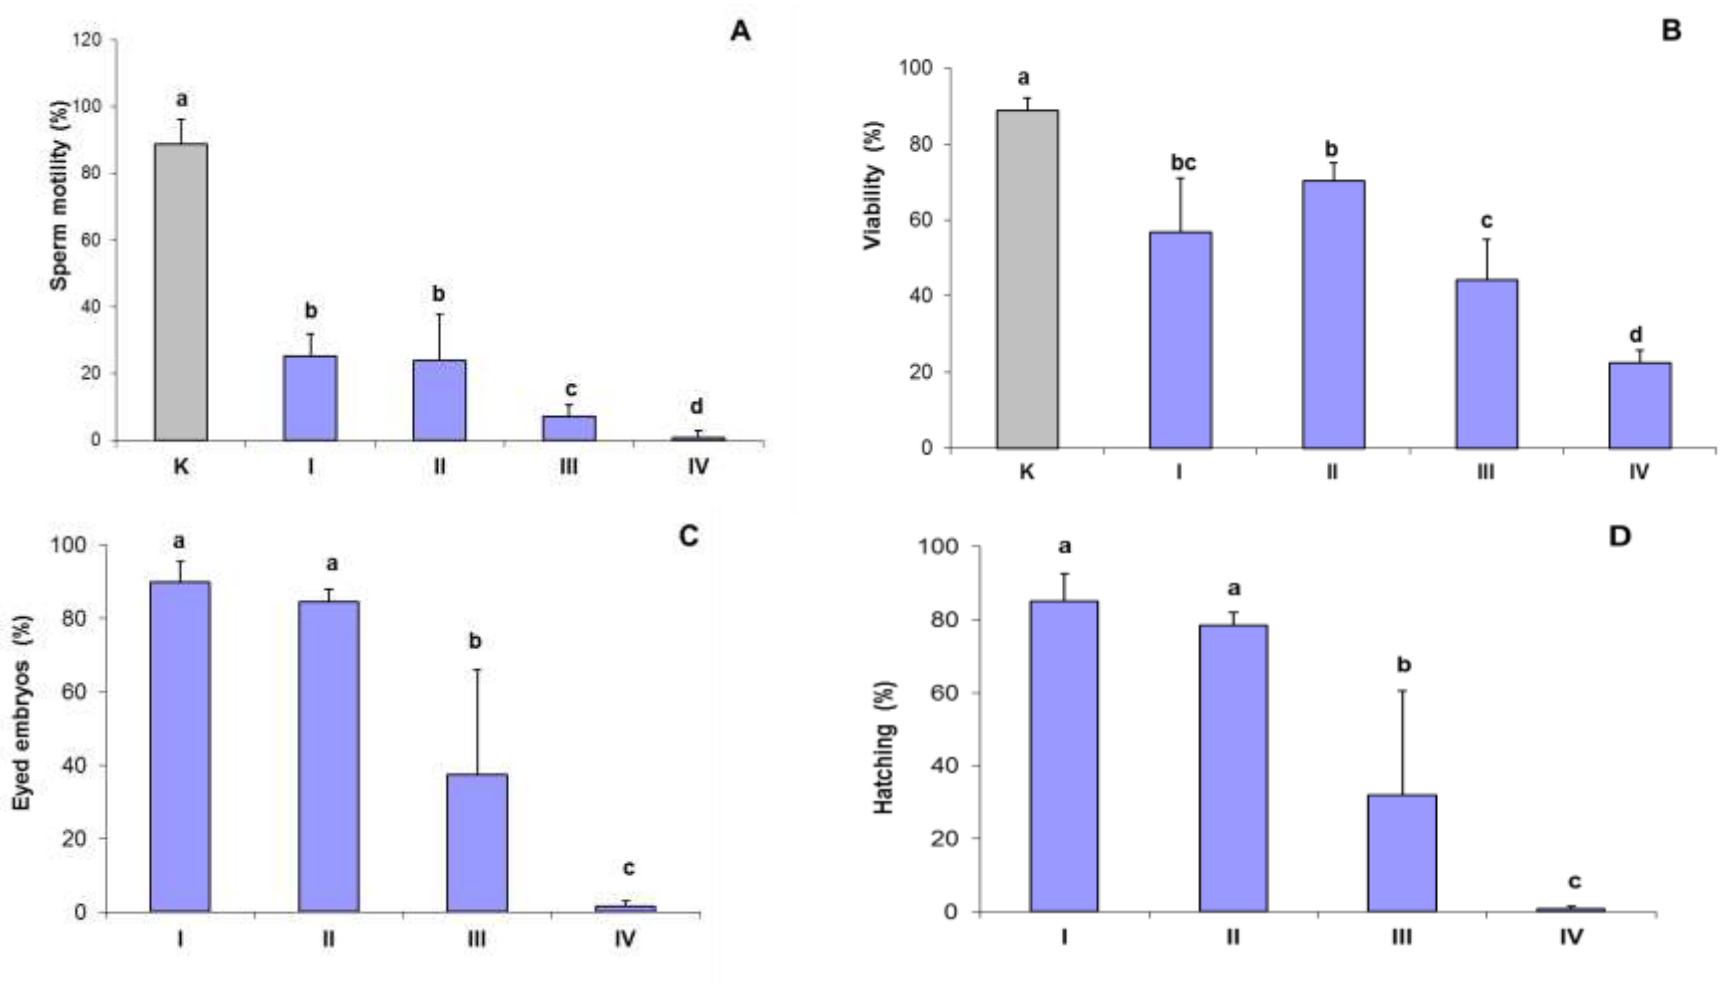 A
Sperm motility (%)
120
100
80
60
40
20
0
a
b
b
c
d
K I II III IV
B
Viability (%)
100
80
60
40
20
0
a
bc
b
c
d
K I II III IV
C
Eyed embryos (%)
100
80
60
40
20
0
a
a
b
c
I II III IV
D
Hatching (%)
100
80
60
40
20
0
a
a
b
c
I II III IV